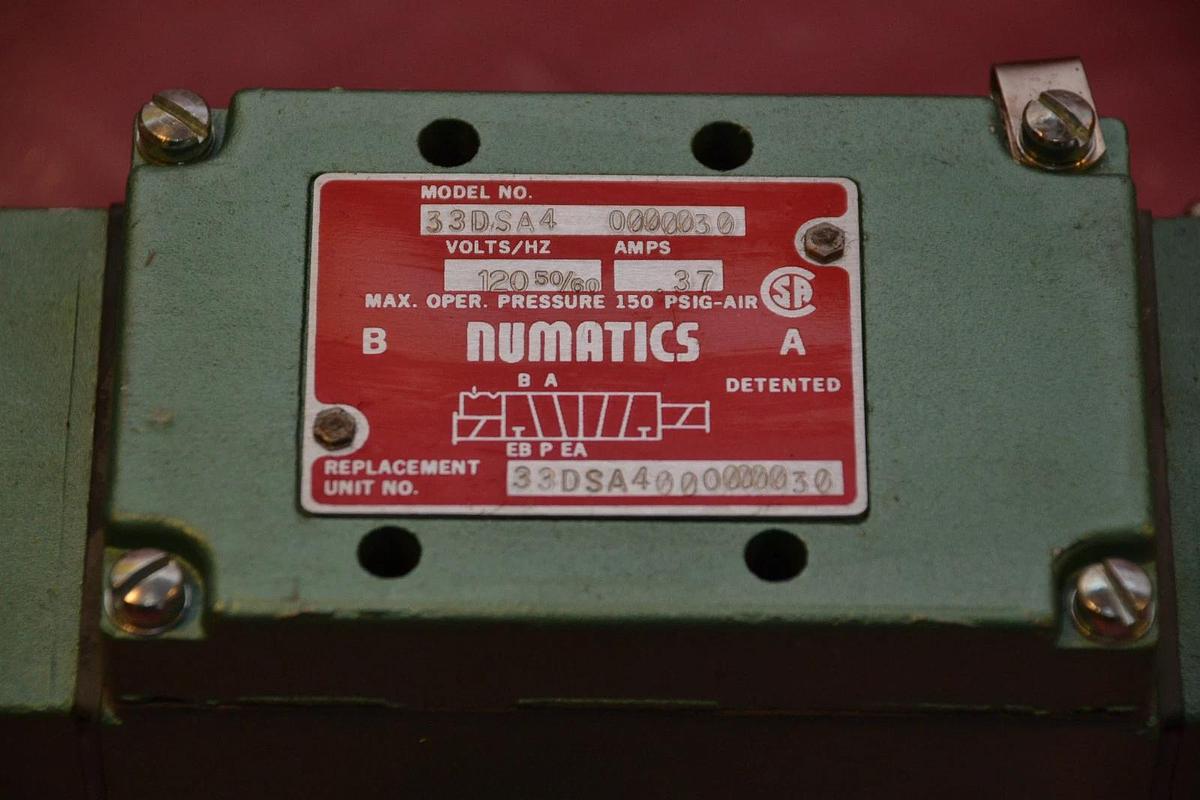 MODEL NO.
33DSA4 0000030
VOLTS/HZ AMPS
120 50/60 .37
MAX. OPER. PRESSURE 150 PSIG-AIR
SA
B NUMATICS A
B A
DETENTED
EB P EA
REPLACEMENT
UNIT NO.
33DSA4000000030